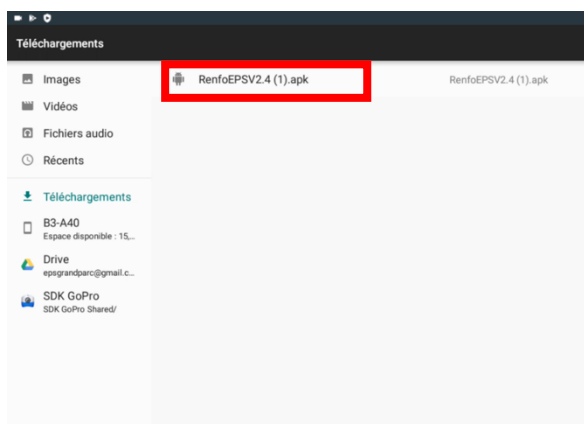 Téléchargements
Images
RenfoEPSV2.4 (1).apk
RenfoEPSV2.4 (1).apk
Vidéos
Fichiers audio
Récents
Téléchargements
B3-A40
Espace disponible : 15,...
Drive
epsgrandparc@gmail.c...
SDK GoPro
SDK GoPro Shared/